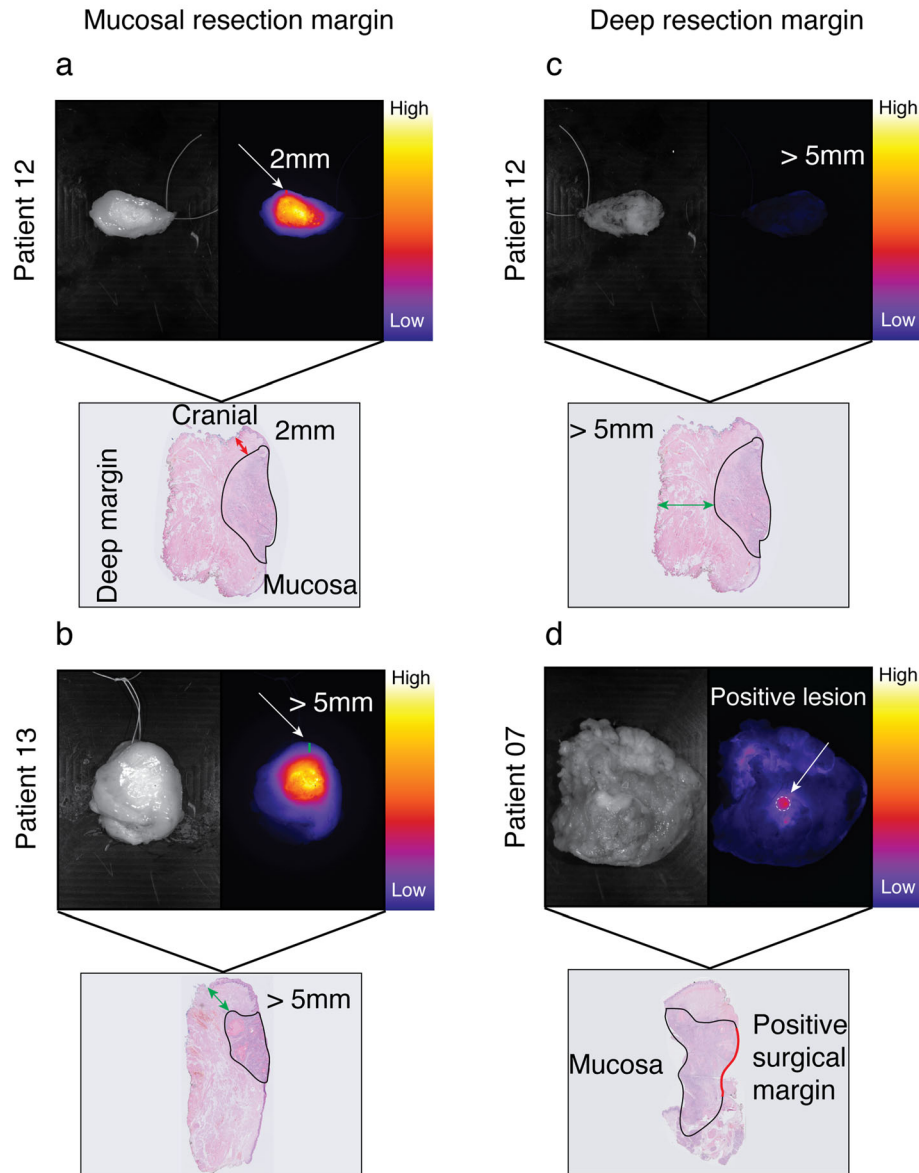 Mucosal resection margin
Deep resection margin
a
Patient 12
2mm
High
Low
Cranial
2mm
Deep margin
Mucosa
c
Patient 12
> 5mm
High
Low
> 5mm
b
Patient 13
> 5mm
High
Low
> 5mm
d
Patient 07
Positive lesion
High
Low
Mucosa
Positive
surgical
margin